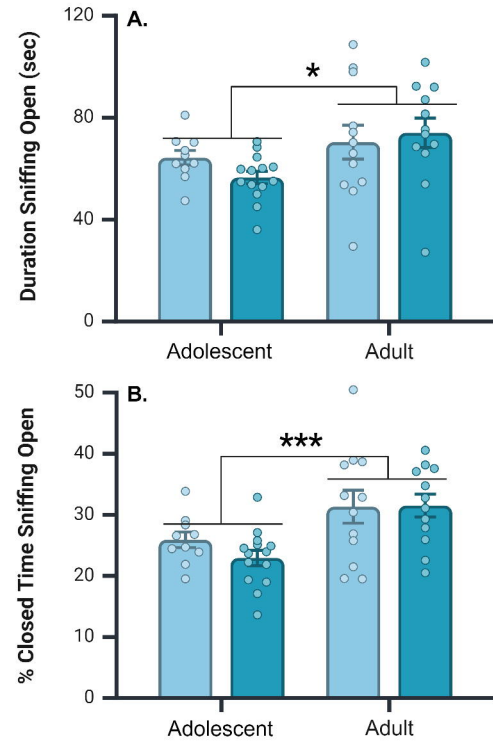 A.
Duration Sniffing Open (sec)
120
80
40
0
*
Adolescent
Adult
B.
% Closed Time Sniffing Open
50
40
30
20
10
0
***
Adolescent
Adult